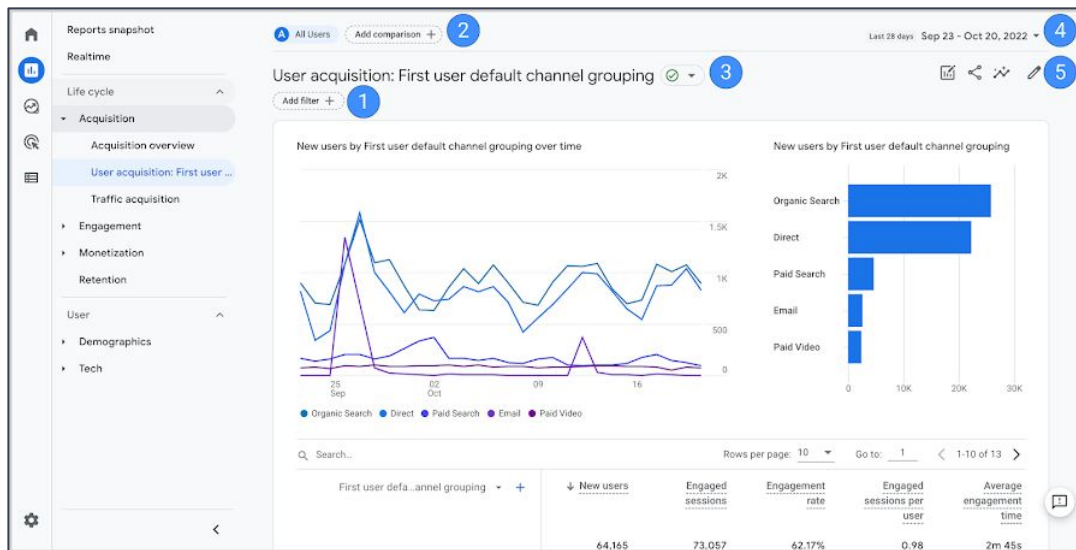 Reports snapshot
Realtime
Life cycle
Acquisition
Acquisition overview
User acquisition: First user ...
Traffic acquisition
Engagement
Monetization
Retention
User
Demographics
Tech
A All Users Add comparison + 2
Last 28 days Sep 23 - Oct 20, 2022 4
User acquisition: First user default channel grouping 3
5
Add filter + 1
New users by First user default channel grouping over time
2K
1.5K
1K
500
0
25 02 09 16
Sep Oct
Organic Search Direct Paid Search Email Paid Video
New users by First user default channel grouping
Organic Search
Direct
Paid Search
Email
Paid Video
0 10K 20K 30K
Search... Rows per page: 10 Go to: 1 1-10 of 13
First user defa...annel grouping + New users Engaged sessions Engagement rate Engaged sessions per user Average engagement time
64,165 73,057 62.17% 0.98 2m 45s